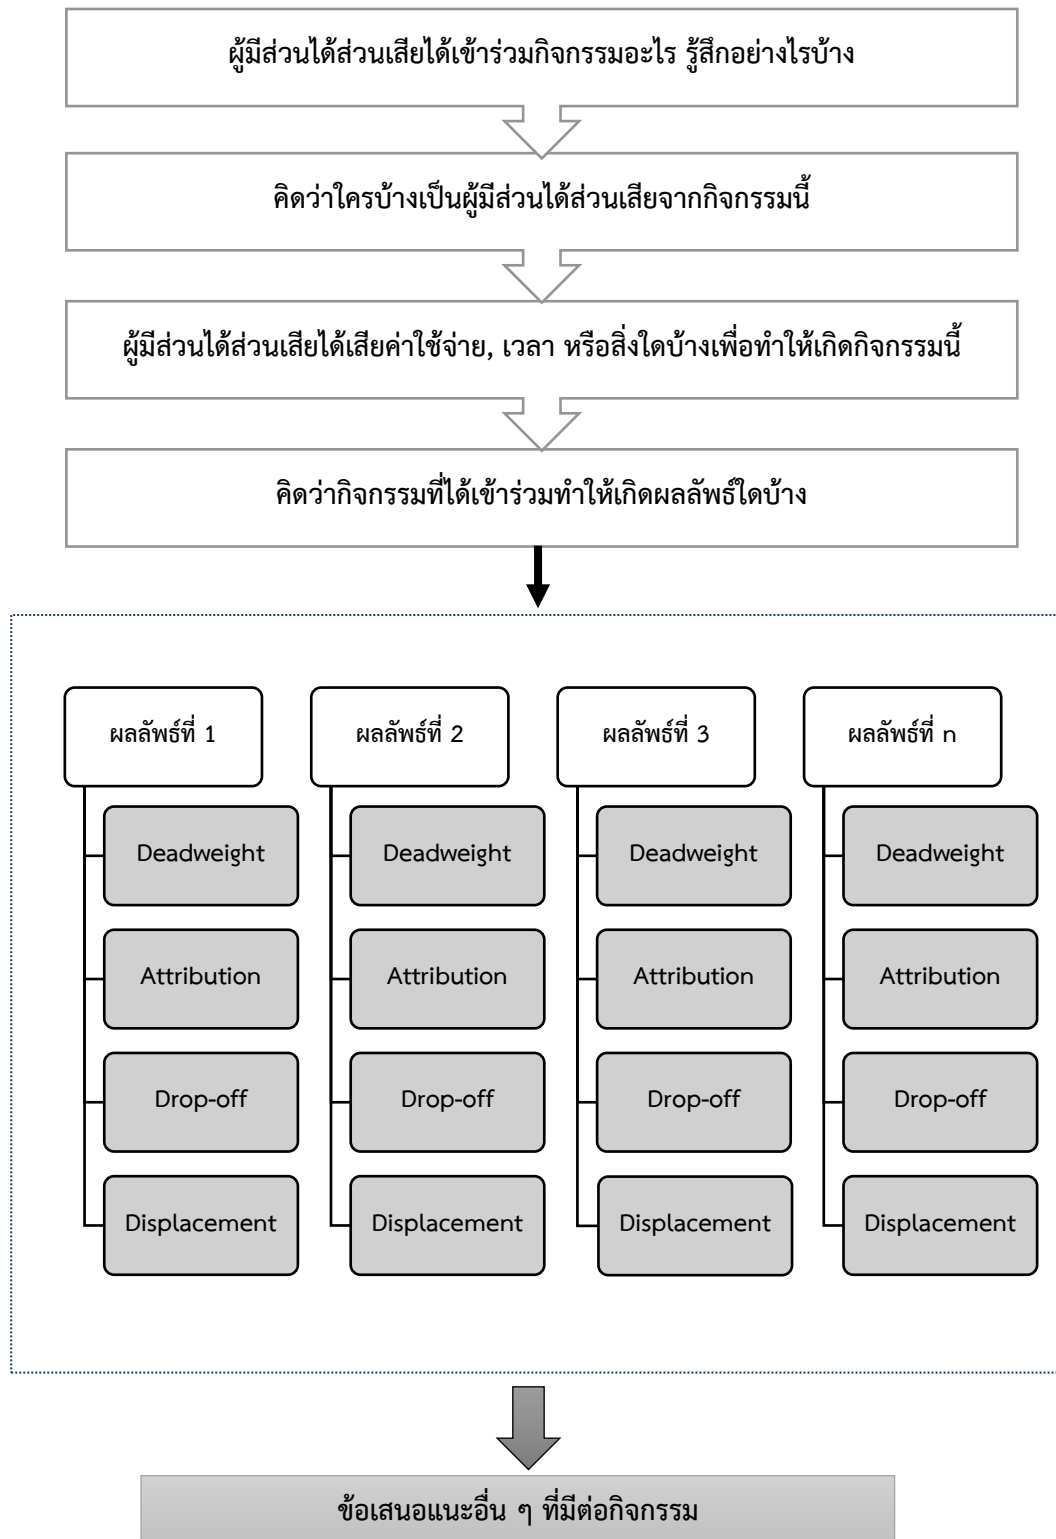 ผู้มีส่วนได้ส่วนเสียได้เข้าร่วมกิจกรรมอะไร รู้สึกอย่างไรบ้าง
คิดว่าใครบ้างเป็นผู้มีส่วนได้ส่วนเสียจากกิจกรรมนี้
ผู้มีส่วนได้ส่วนเสียได้เสียค่าใช้จ่าย, เวลา หรือสิ่งใดบ้างเพื่อทำให้เกิดกิจกรรมนี้
คิดว่ากิจกรรมที่ได้เข้าร่วมทำให้เกิดผลลัพธ์ใดบ้าง
ผลลัพธ์ที่ 1
Deadweight
Attribution
Drop-off
Displacement
ผลลัพธ์ที่ 2
Deadweight
Attribution
Drop-off
Displacement
ผลลัพธ์ที่ 3
Deadweight
Attribution
Drop-off
Displacement
ผลลัพธ์ที่ n
Deadweight
Attribution
Drop-off
Displacement
ข้อเสนอแนะอื่น ๆ ที่มีต่อกิจกรรม